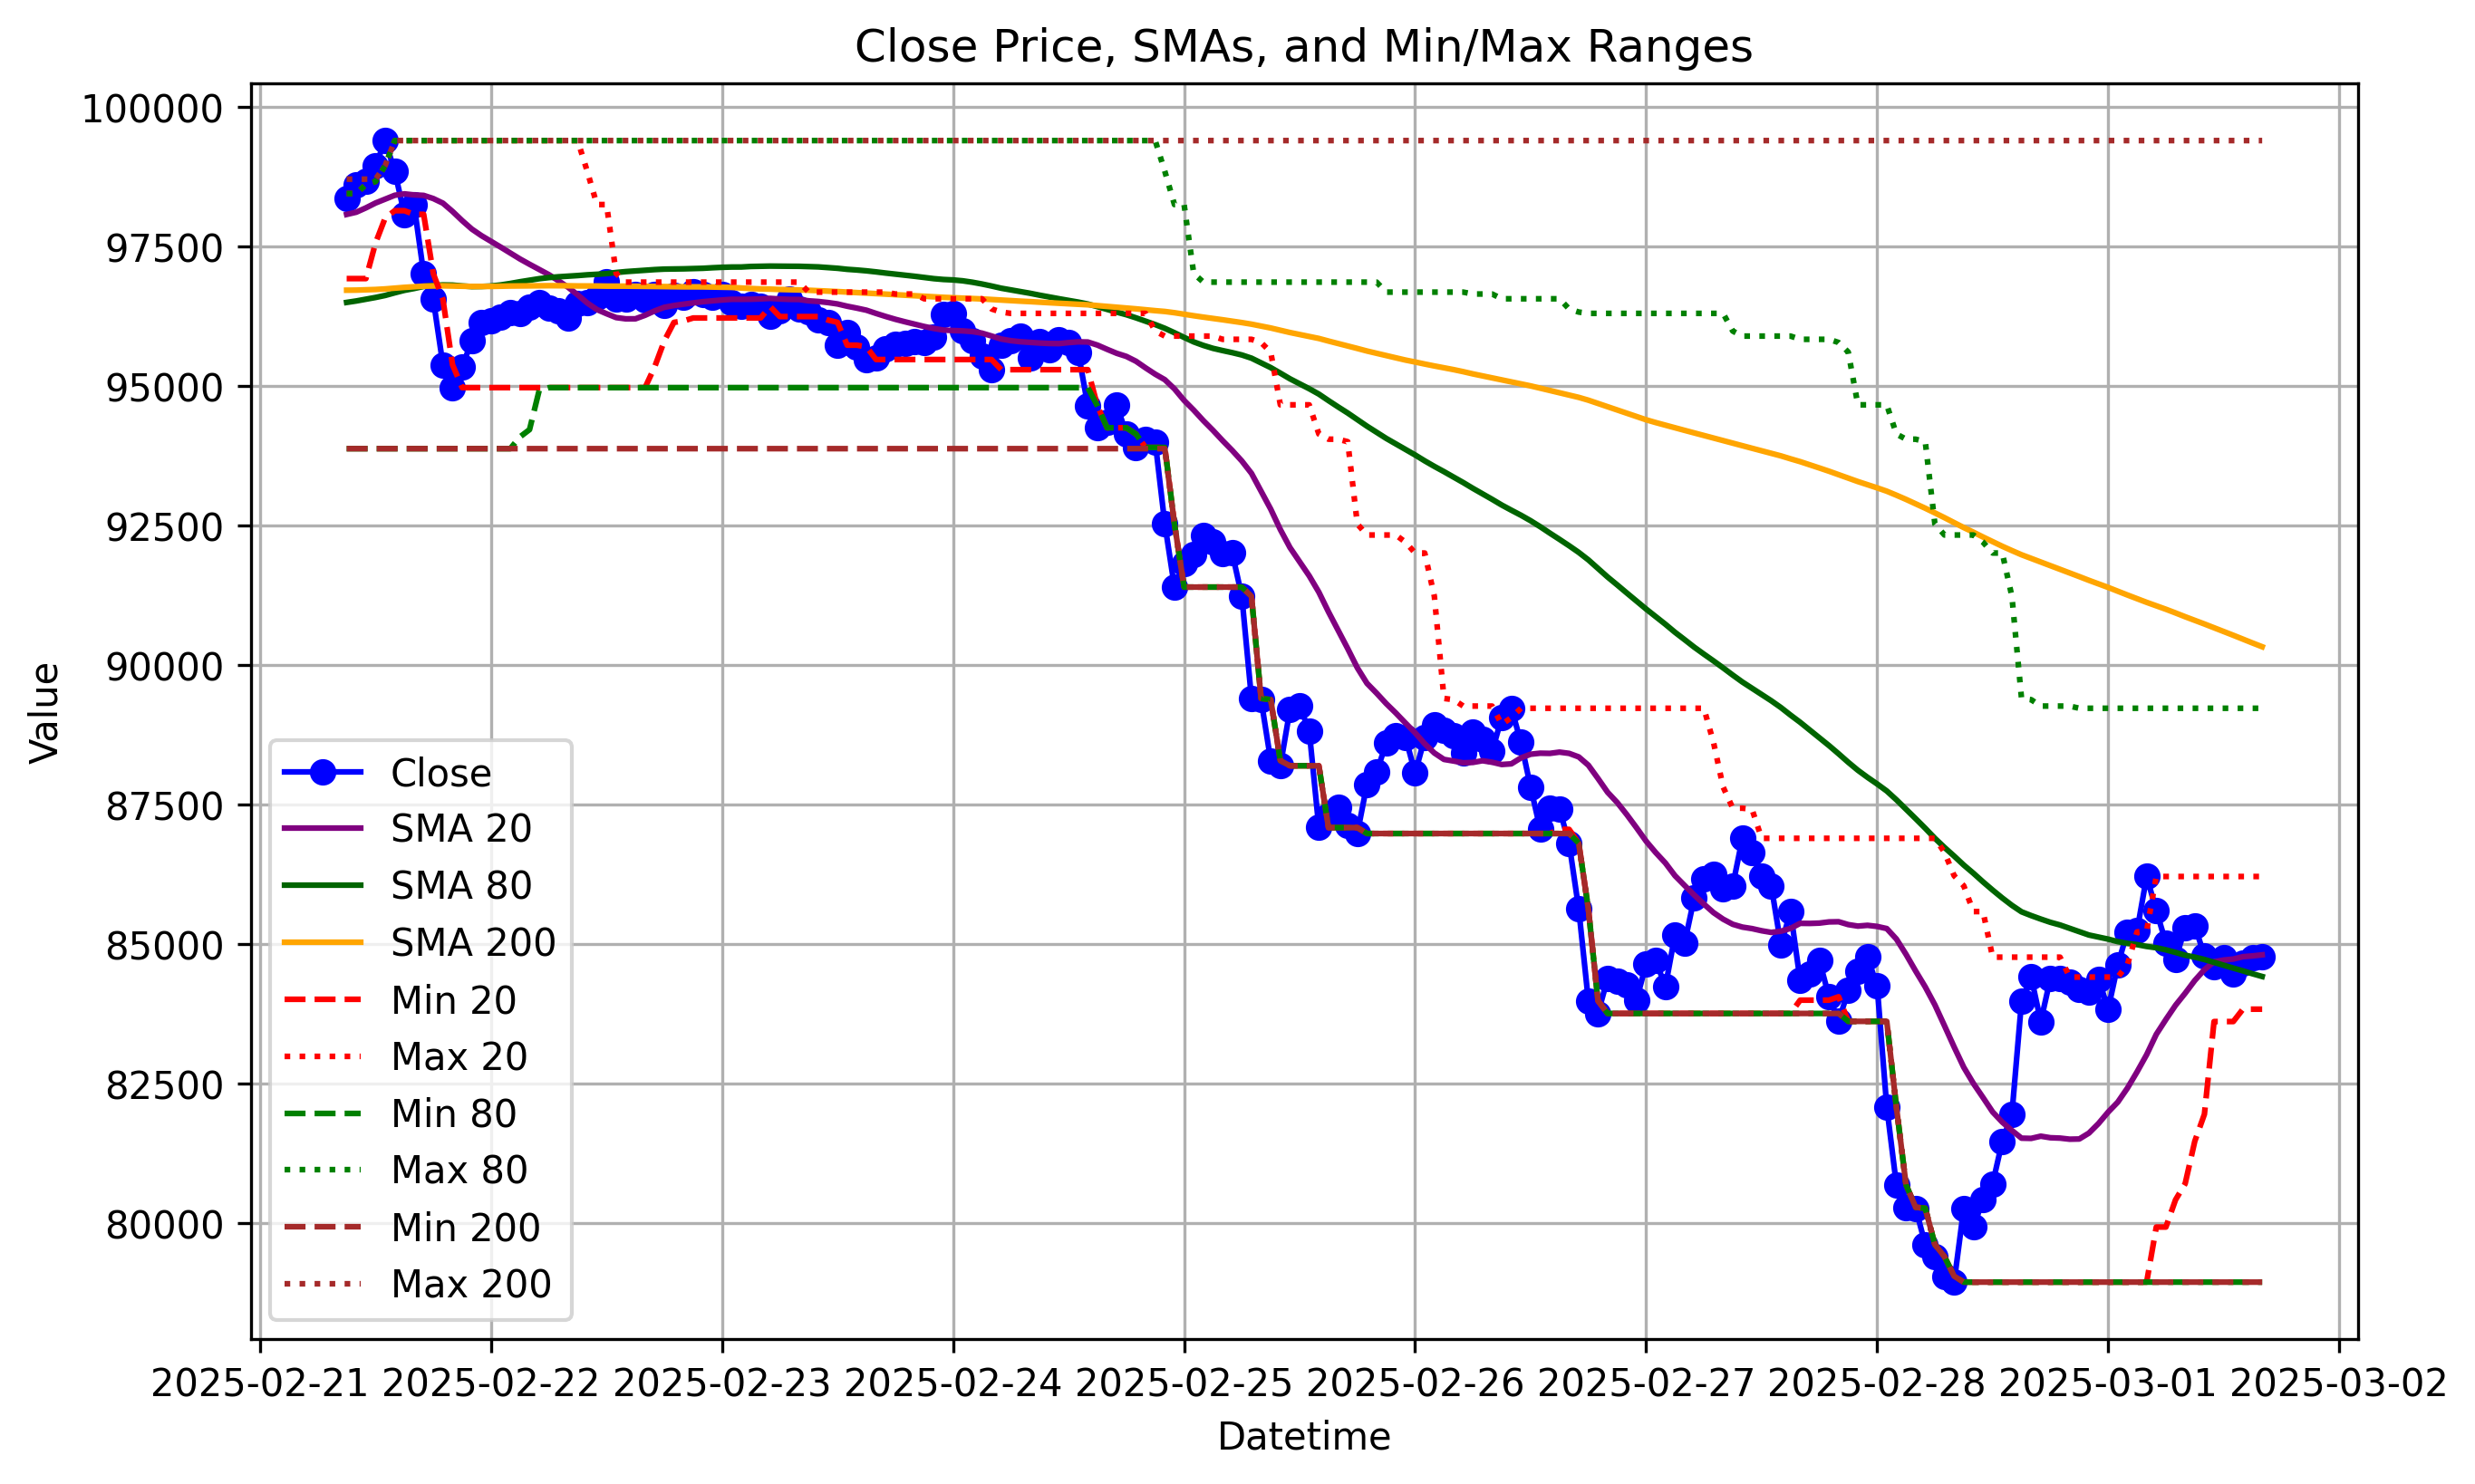 Close Price, SMAs, and Min/Max Ranges
100000
97500
95000
92500
90000
87500
85000
82500
80000
Value
Close
SMA 20
SMA 80
SMA 200
Min 20
Max 20
Min 80
Max 80
Min 200
Max 200
2025-02-21 2025-02-22 2025-02-23 2025-02-24 2025-02-25 2025-02-26 2025-02-27 2025-02-28 2025-03-01 2025-03-02
Datetime